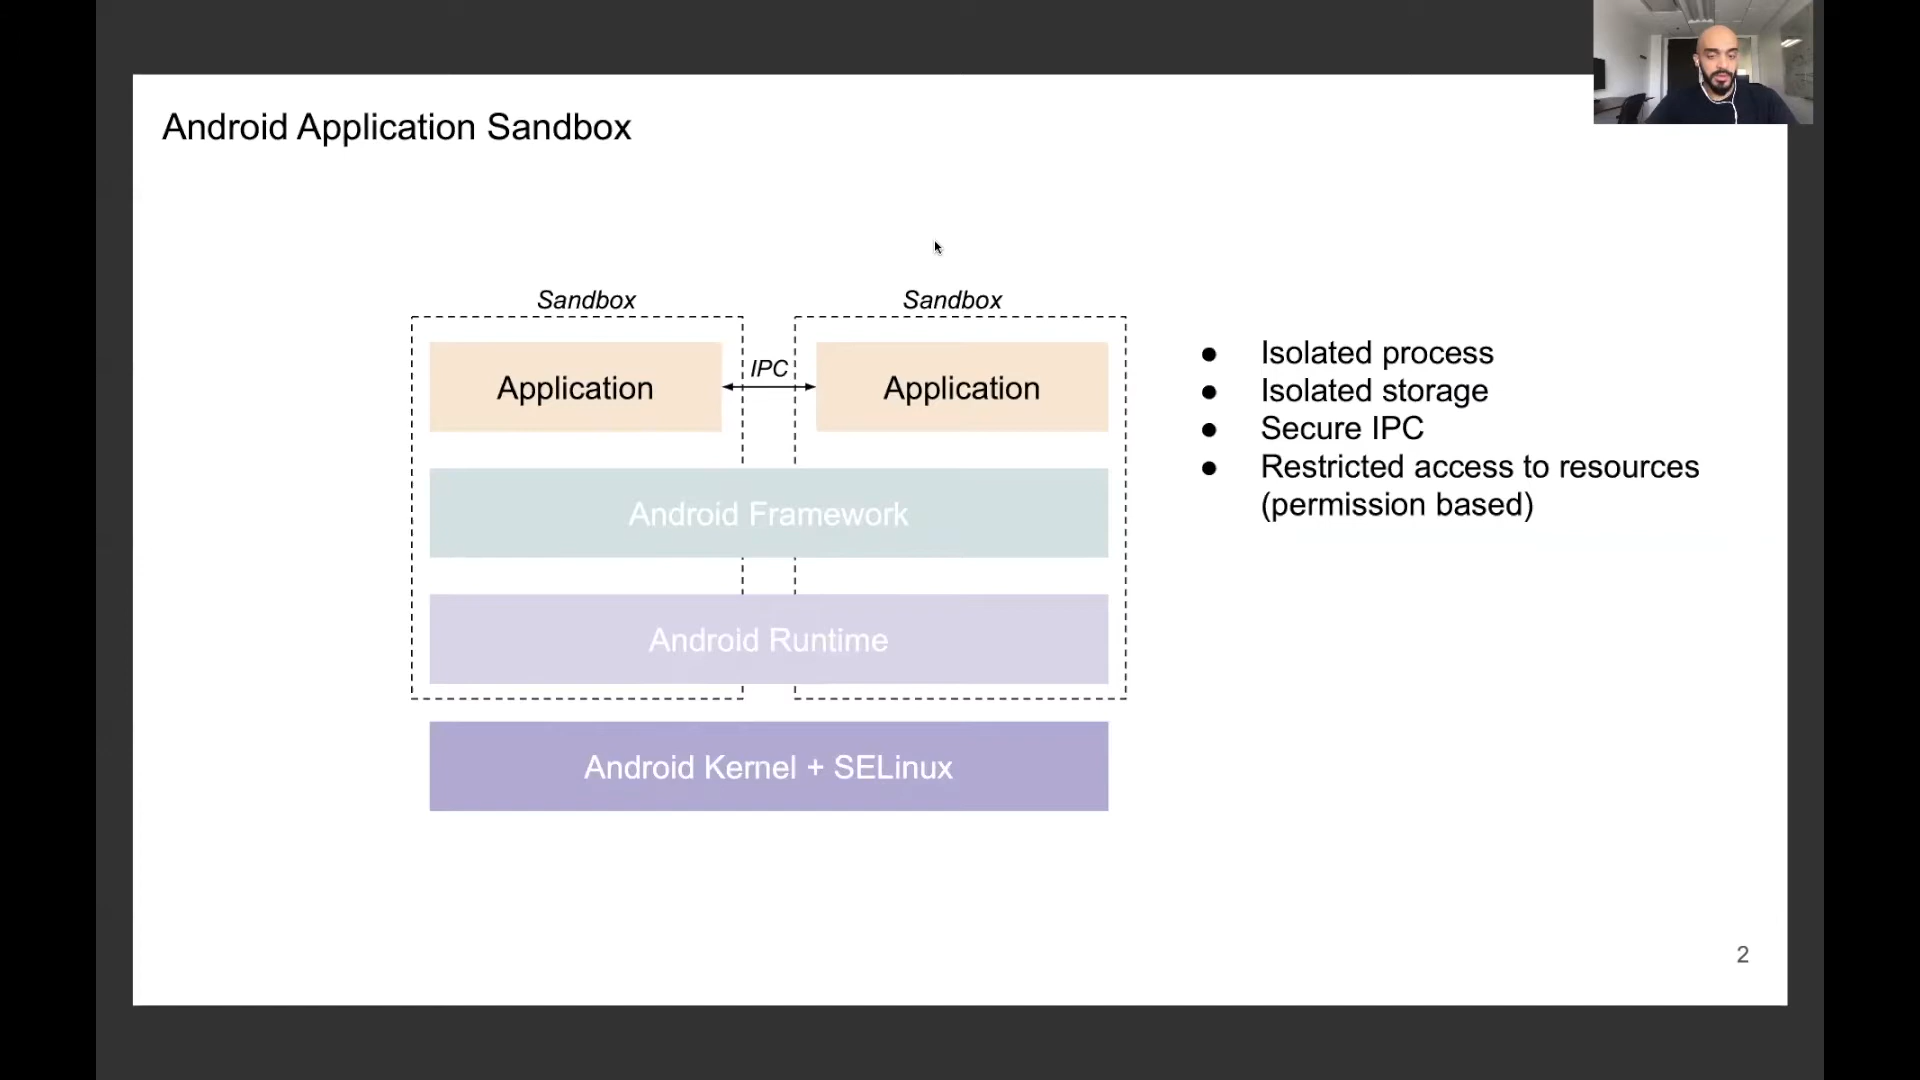 Android Application Sandbox
Sandbox
Sandbox
Application
IPC
Application
Android Framework
Android Runtime
Android Kernel + SELinux
● Isolated process
● Isolated storage
● Secure IPC
● Restricted access to resources
(permission based)
2